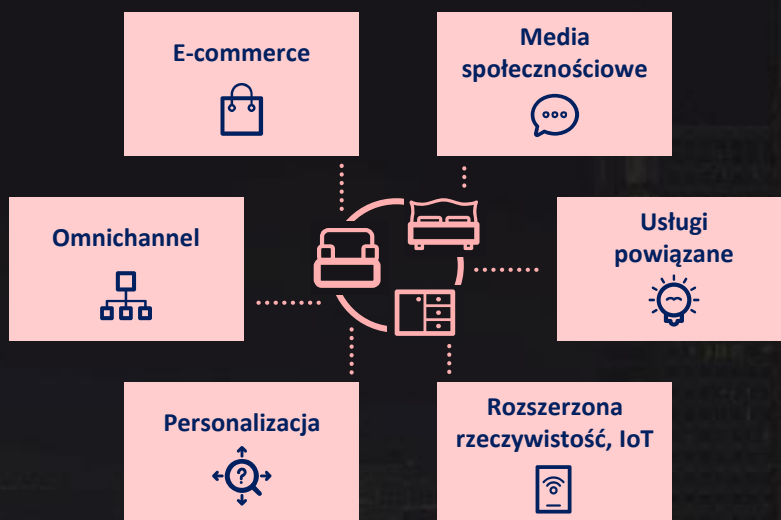 E-commerce
Media
społecznościowe
Omnichannel
Usługi
powiązane
Personalizacja
Rozszerzona
rzeczywistość, IoT